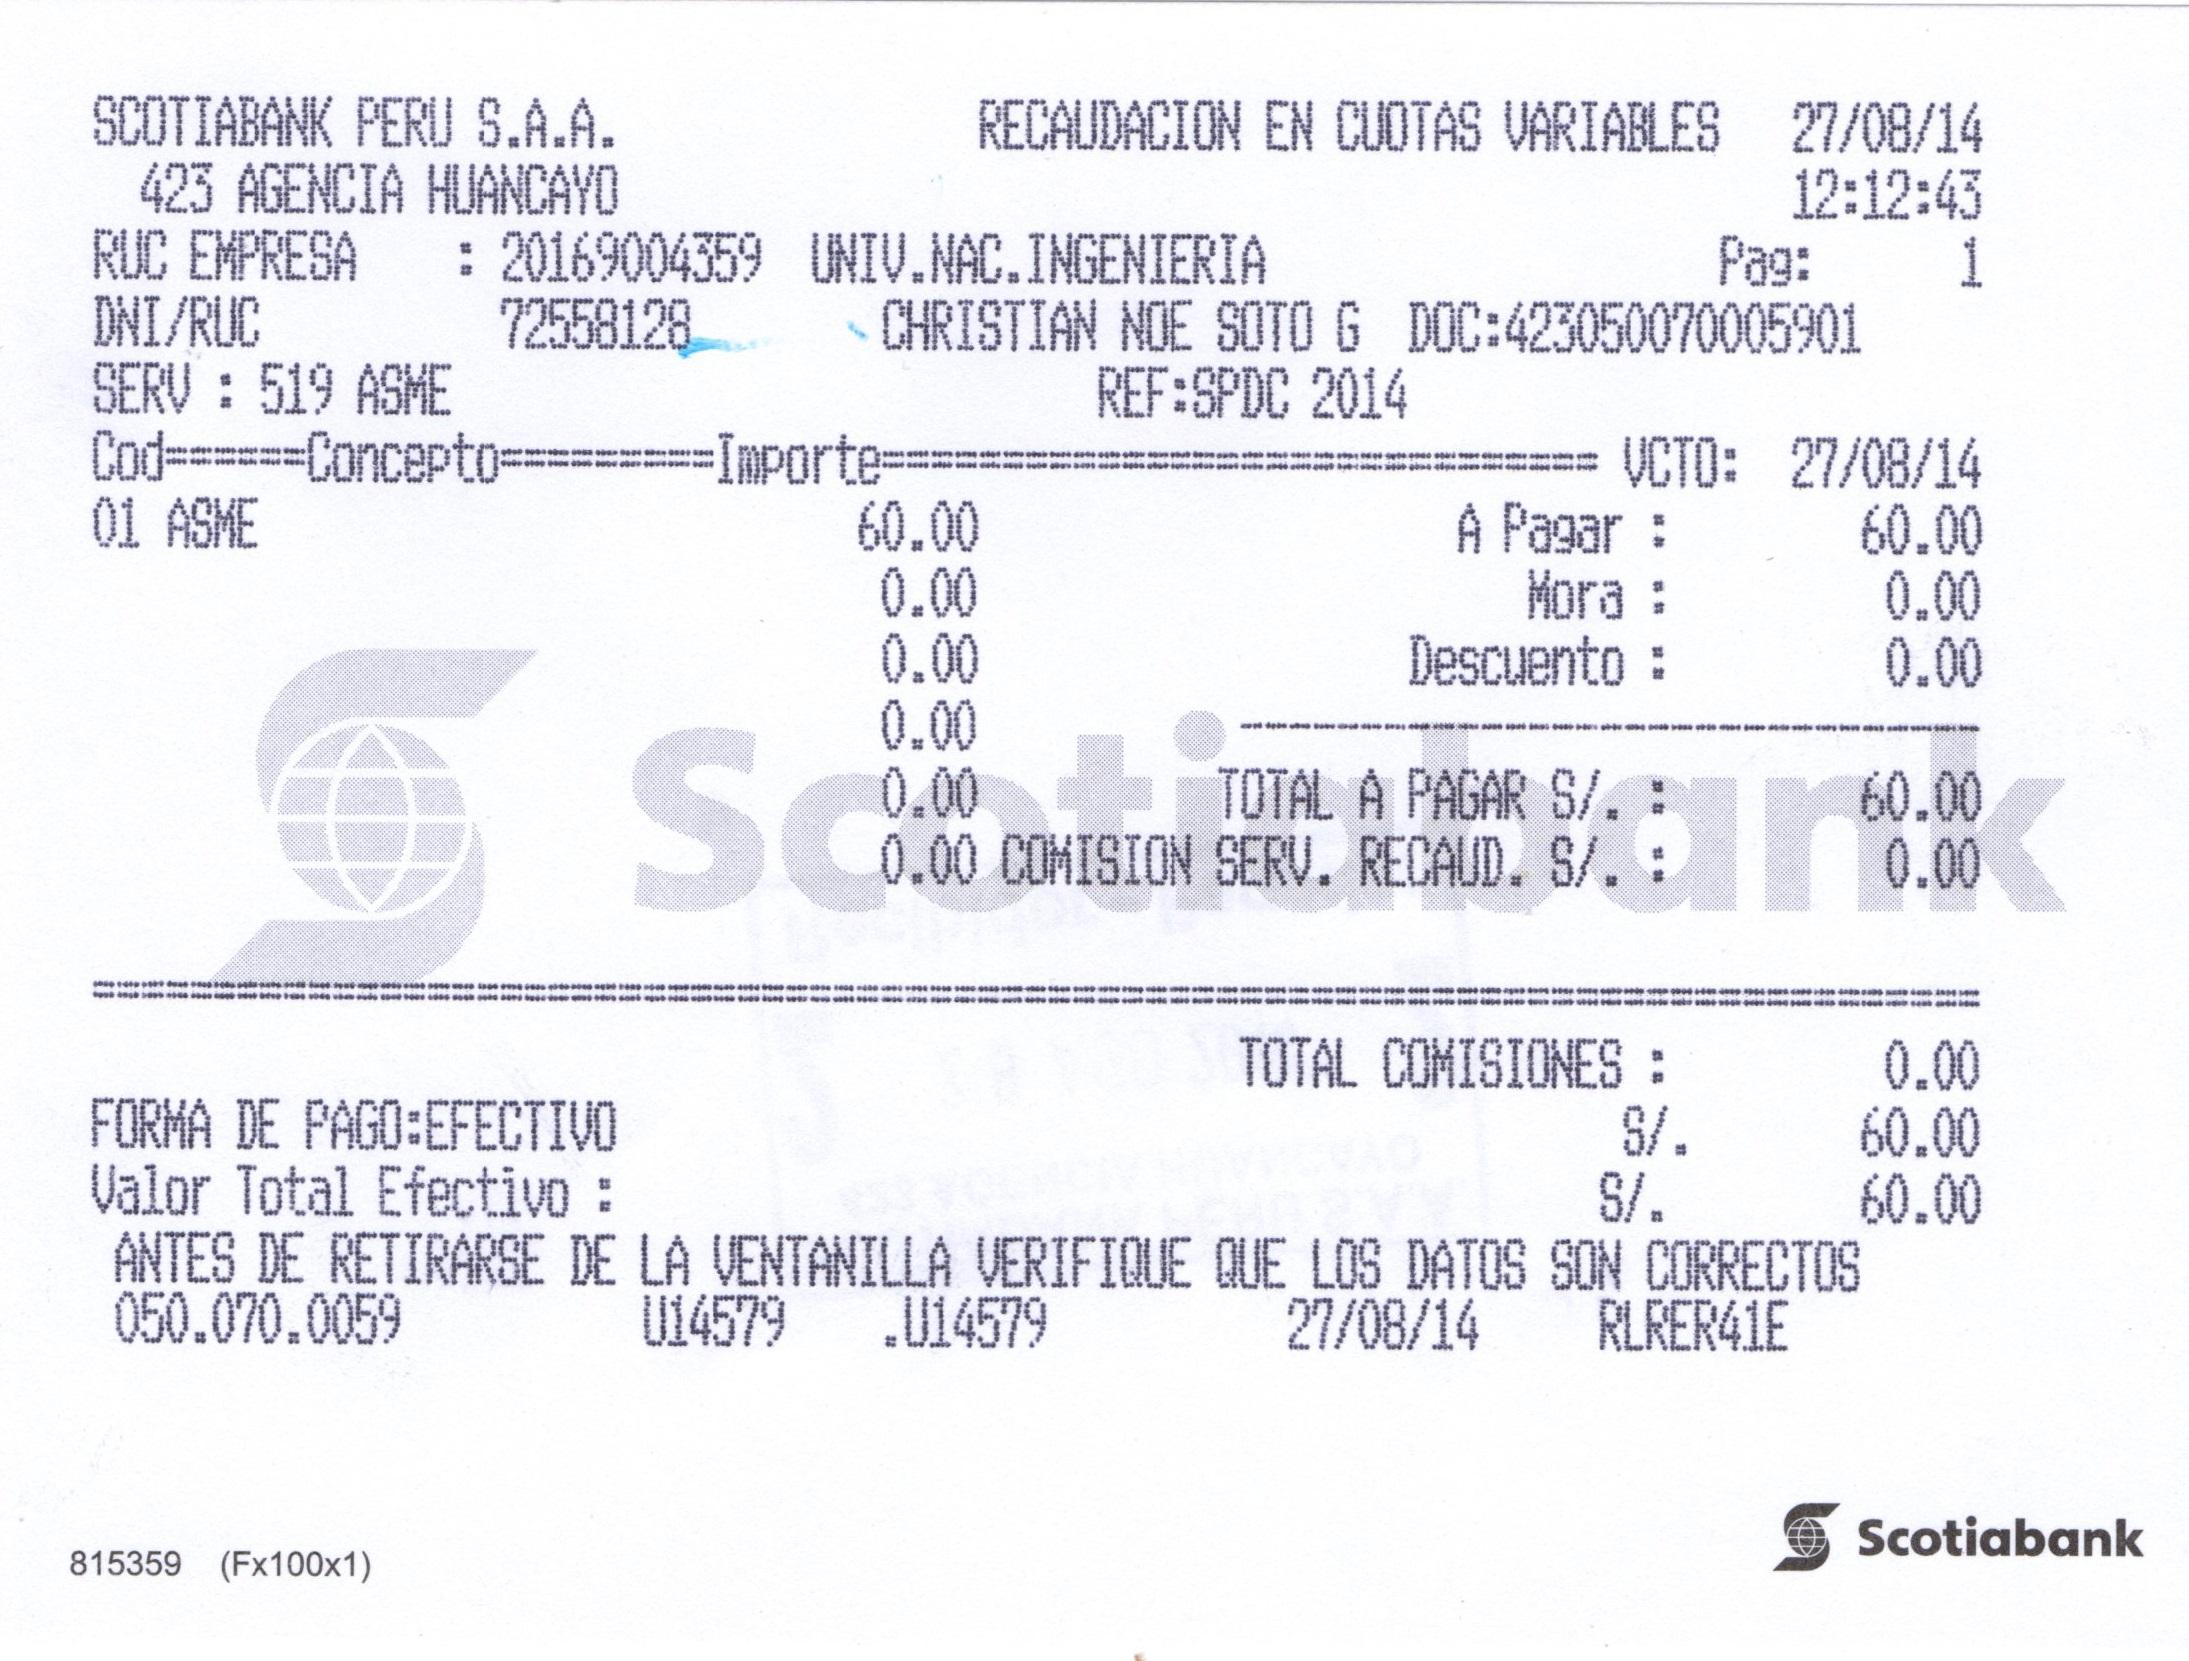 SCOTIABANK PERU S.A.A. RECAUDACION EN CUOTAS VARIABLES 27/08/14
423 AGENCIA HUANCAYO 12:12:43
RUC EMPRESA : 20169004359 UNIV.NAC.INGENIERIA Pag: 1
DNI/RUC 72558128 CHRISTIAN NOE SOTO G DOC:423050070005901
SERV : 519 ASME REF:SPDC 2014
Cod======Concepto=========Importe============================== VCTO: 27/08/14
01 ASME 60.00 A Pagar : 60.00
0.00 Mora : 0.00
0.00 Descuento : 0.00
0.00
Scotiabank
0.00 TOTAL A PAGAR S/. : 60.00
0.00 COMISION SERV. RECAUD. S/. : 0.00
TOTAL COMISIONES : 0.00
FORMA DE PAGO:EFECTIVO S/. 60.00
Valor Total Efectivo : S/. 60.00
ANTES DE RETIRARSE DE LA VENTANILLA VERIFIQUE QUE LOS DATOS SON CORRECTOS
050.070.0059 U14579 .U14579 27/08/14 RLRER41E
Scotiabank
815359 (Fx100x1)